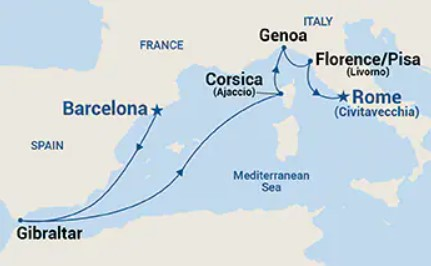 ITALY
Genoa
FRANCE
Florence/Pisa
(Livorno)
Corsica
(Ajaccio)
Rome
(Civitavecchia)
Barcelona
SPAIN
Mediterranean
Sea
Gibraltar